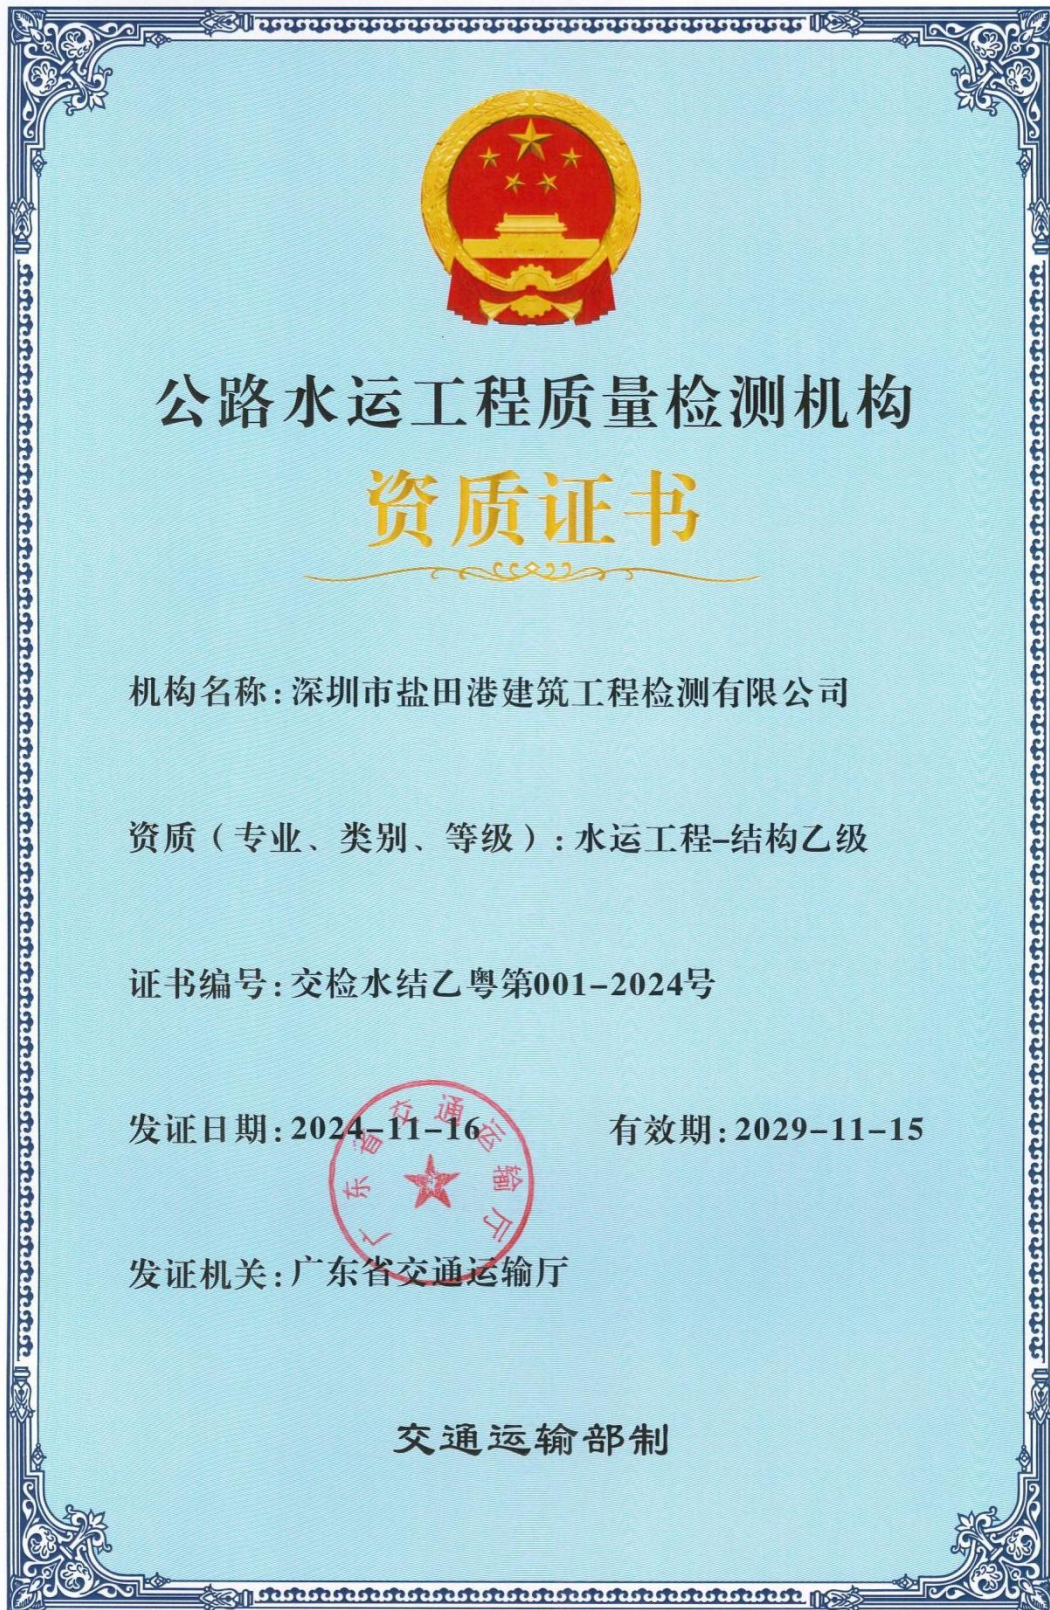 公路水运工程质量检测机构
资质证书
机构名称:深圳市盐田港建筑工程检测有限公司
资质（专业、类别、等级）:水运工程-结构乙级
证书编号:交检水结乙粤第001-2024号
发证日期:2024-11-16 有效期:2029-11-15
广东省交通运输厅
发证机关:广东省交通运输厅
交通运输部制